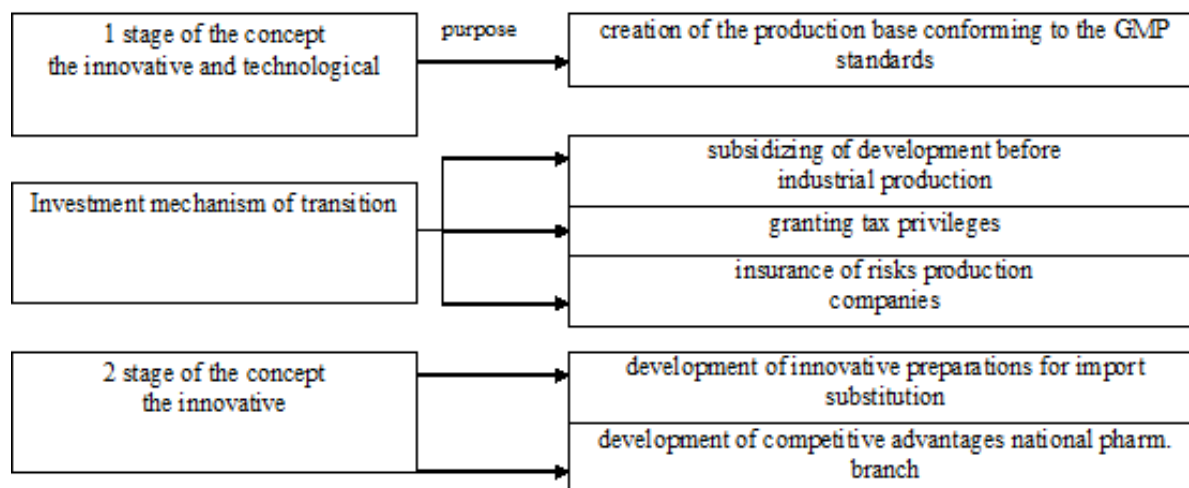 1 stage of the concept
the innovative and technological
purpose
creation of the production base conforming to the GMP
standards
Investment mechanism of transition
subsidizing of development before
industrial production
granting tax privileges
insurance of risks production
companies
2 stage of the concept
the innovative
development of innovative preparations for import
substitution
development of competitive advantages national pharm.
branch